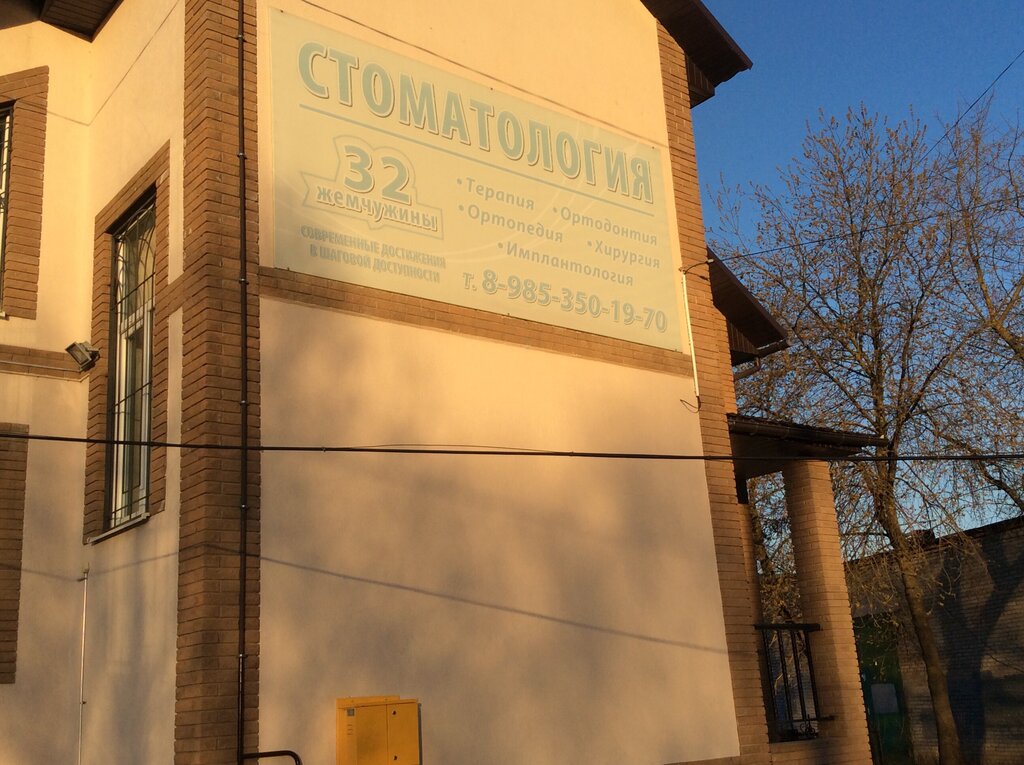 СТОМАТОЛОГИЯ
32
жемчужины
СОВРЕМЕННЫЕ ДОСТИЖЕНИЯ
В ШАГОВОЙ ДОСТУПНОСТИ
•Терапия •Ортодонтия
•Ортопедия •Хирургия
•Имплантология
т. 8-985-350-19-70